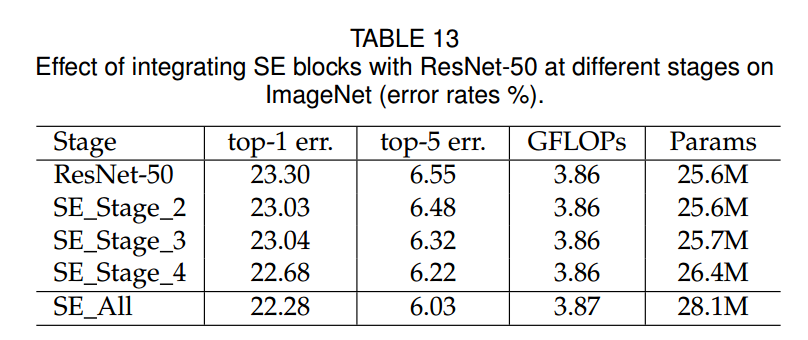 TABLE 13
Effect of integrating SE blocks with ResNet-50 at different stages on
ImageNet (error rates %).
Stage top-1 err. top-5 err. GFLOPs Params
ResNet-50 23.30 6.55 3.86 25.6M
SE_Stage_2 23.03 6.48 3.86 25.6M
SE_Stage_3 23.04 6.32 3.86 25.7M
SE_Stage_4 22.68 6.22 3.86 26.4M
SE_All 22.28 6.03 3.87 28.1M